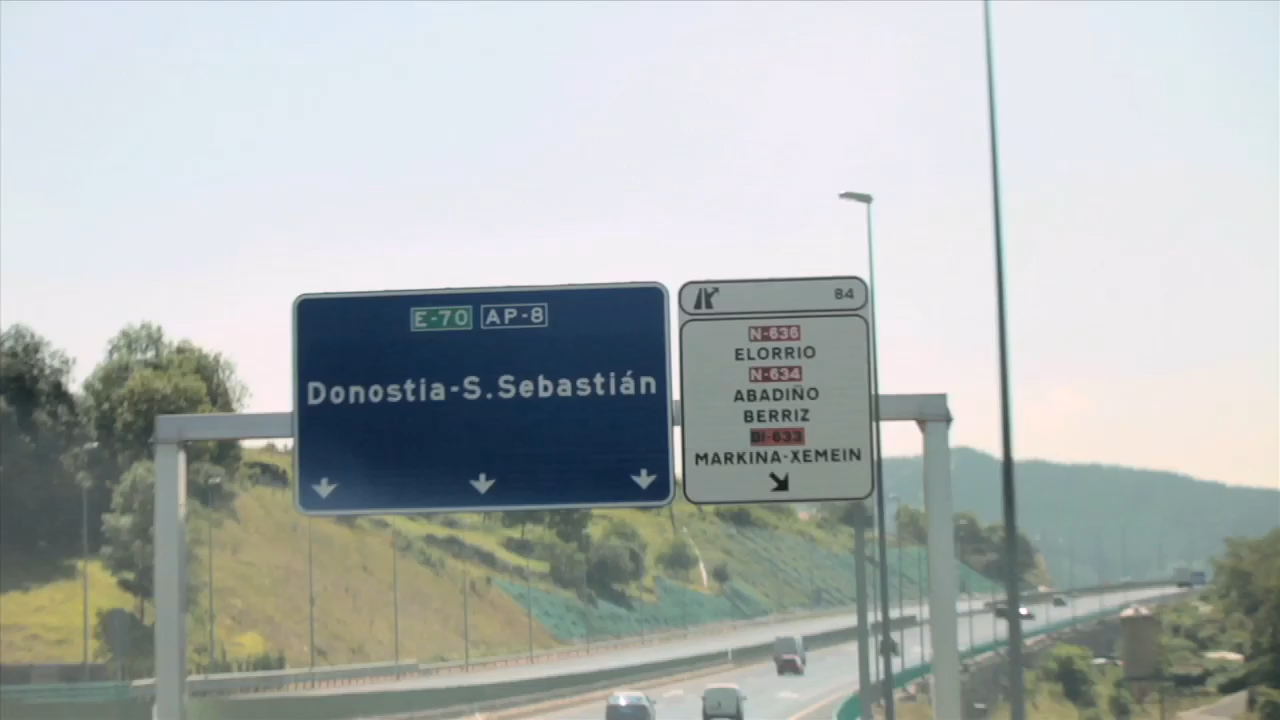 E-70 AP-8
Donostia-S.Sebastián
84
N-636
ELORRIO
N-634
ABADIÑO
BERRIZ
BI-633
MARKINA-XEMEIN